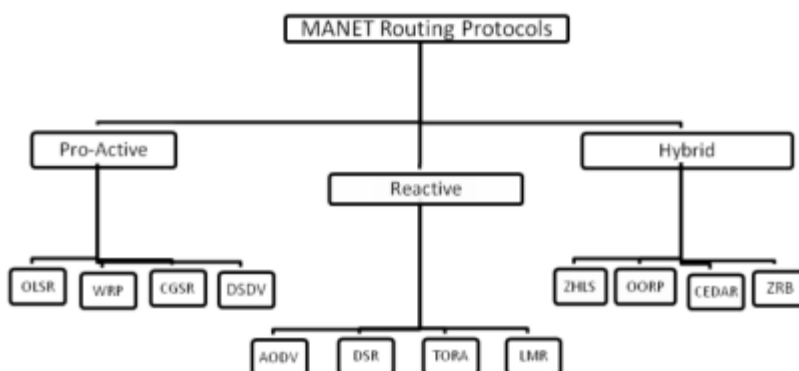 MANET Routing Protocols
Pro-Active
Hybrid
Reactive
OLSR
WRP
CGSR
DSDV
ZHLS
OORP
CEDAR
ZRB
AODV
DSR
TORA
LMR